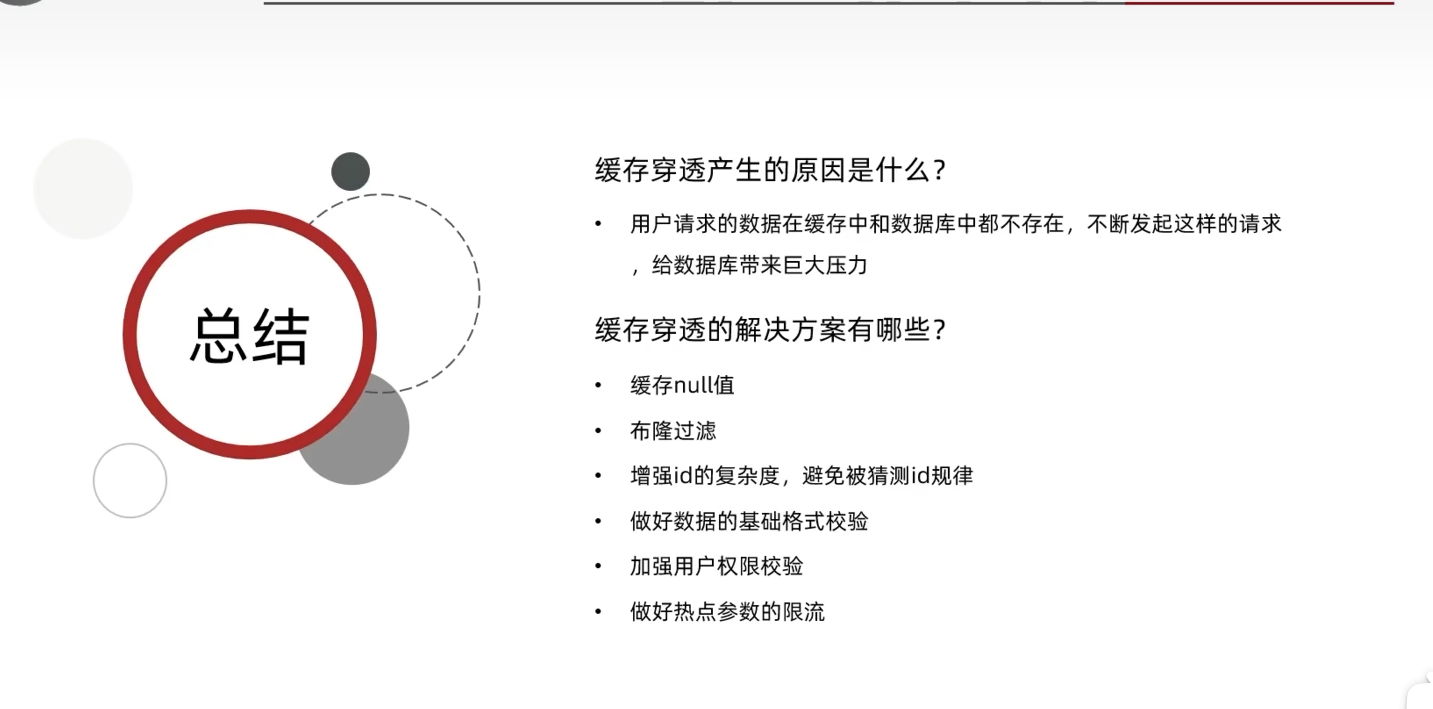 总结
缓存穿透产生的原因是什么？
• 用户请求的数据在缓存中和数据库中都不存在，不断发起这样的请求
，给数据库带来巨大压力
缓存穿透的解决方案有哪些？
• 缓存null值
• 布隆过滤
• 增强id的复杂度，避免被猜测id规律
• 做好数据的基础格式校验
• 加强用户权限校验
• 做好热点参数的限流